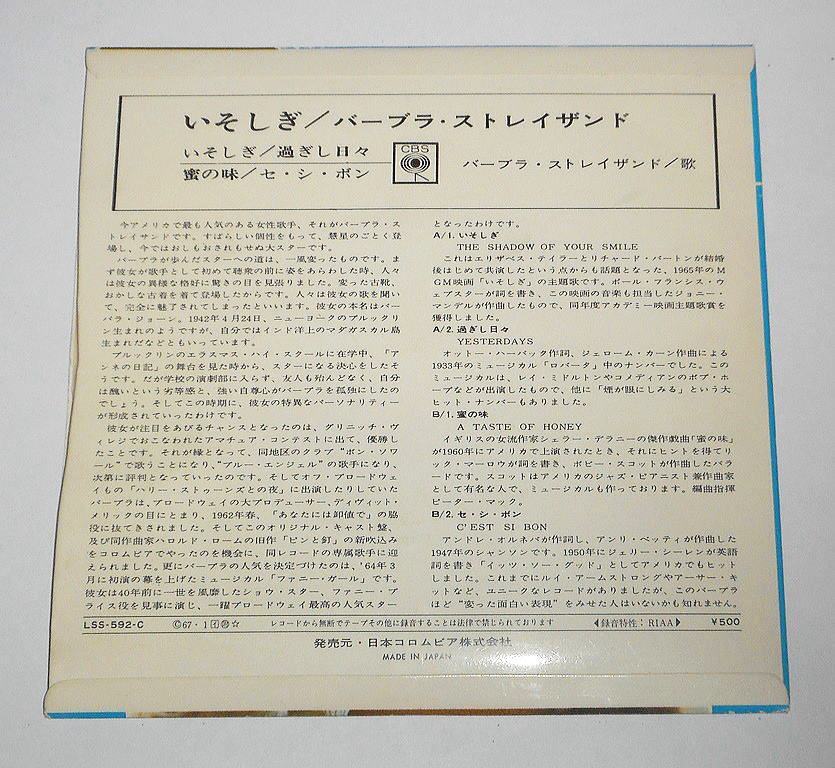 いそしぎ/バーブラ・ストレイザンド
いそしぎ/過ぎし日々
蜜の味/セ・シ・ボン
CBS
バーブラ・ストレイザンド/歌
今アメリカで最も人気のある女性歌手、それがバーブラ・ス
トレイサンドです。すばらしい個性をもって、慧星のごとく登
場し、今ではおしもおされもせぬ大スターです。
バーブラが歩んだスターへの道は、一風変ったものです。ま
ず彼女が歌手として初めて聴衆の前に姿をあらわした時、人々
は彼女の異様な格好に驚きの目を見張りました。変った古靴、
おかしな古着を着て登場したからです。人々は彼女の歌を聞い
て、完全に魅了されてしまったといいます。彼女の本名はバー
バラ・ジョーン。1942年4月24日、ニューヨークのブルックリ
ン生まれのようですが、自分ではインド洋上のマダガスカル島
生まれだなどともいっています。
ブルックリンのエラスマス・ハイ・スクールに在学中、「ア
ンネの日記」の舞台を見た時から、スターになる決心をしたそ
うです。だが学校の演劇部に入らず、友人も殆んどなく、自分
は醜いという劣等感と、強い自尊心がバーブラを孤独にしたの
でしょう。そしてこの時期に、彼女の特異なパーソナリティー
が形成されていったわけです。
彼女が注目をあびるチャンスとなったのは、グリニッチ・ヴ
ィレジでおこなわれたアマチュア・コンテストに出て、優勝し
たことです。それが縁となって、同地区のクラブ"ボン・ソワ
ール"で歌うことになり、"ブルー・エンジェル"の歌手になり、
次第に評判となっていったのです。そしてオフ・ブロードウェ
イもの「ハリー・ストゥーンズとの夜」に出演したりしていた
バーブラは、ブロードウェイの大プロデューサー、ディヴィット・
メリックの目にとまり、1962年春、「あなたには卸値で」の脇
役に抜てきされました。そしてこのオリジナル・キャスト盤、
及び同作曲家ハロルド・ロームの旧作「ピンと釘」の新吹込み
をコロムビアでやったのを機会に、同レコードの専属歌手に迎
えられました。更にバーブラの人気を決定づけたのは、'64年3
月に初演の幕を上げたミュージカル「ファニー・ガール」です。
彼女は40年前に一世を風靡したショウ・スター、ファニー・ブ
ライス役を見事に演じ、一躍ブロードウェイ最高の人気スター
となったわけです。
A/1. いそしぎ
THE SHADOW OF YOUR SMILE
これはエリザベス・テイラーとリチャード・バートンが結婚
後はじめて共演したという点からも話題となった、1965年のM
GM映画「いそしぎ」の主題歌です。ポール・フランシス・ウ
ェブスターが詞を書き、この映画の音楽も担当したジョニー・
マンデルが作曲したもので、同年度アカデミー映画主題歌賞を
獲得しました。
A/2. 過ぎし日々
YESTERDAYS
オットー・ハーバック作詞、ジェローム・カーン作曲による
1933年のミュージカル「ロバータ」中のナンバーでした。この
ミュージカルは、レイ・ミドルトンやコメディアンのボブ・ホ
ープなどが出演したもので、他に「煙が眼にしみる」という大
ヒット・ナンバーもありました。
B/1. 蜜の味
A TASTE OF HONEY
イギリスの女流作家シェラー・デラニーの傑作戯曲「蜜の味」
が1960年にアメリカで上演されたとき、それにヒントを得てリ
ック・マーロウが詞を書き、ボビー・スコットが作曲したバラ
ードです。スコットはアメリカのジャズ・ピアニスト兼作曲家
として有名な人で、ミュージカルも作っております。編曲指揮
ピーター・マック。
B/2. セ・シ・ボン
C'EST SI BON
アンドレ・オルネバが作詞し、アンリ・ベッティが作曲した
1947年のシャンソンです。1950年にジェリー・シーレンが英語
詞を書き「イッツ・ソー・グッド」としてアメリカでもヒット
しました。これまでにルイ・アームストロングやアーサー・キ
ットなど、ユニークなレコードがありましたが、このバーブラ
ほど"変った面白い表現"をみせた人はいないかも知れません。
LSS-592-C Ⓒ67・1 ☆ レコードから無断でテープその他に録音することは法律で禁じられております ◀録音特性：RIAA▶ ¥500
発売元・日本コロムビア株式会社
MADE IN JAPAN